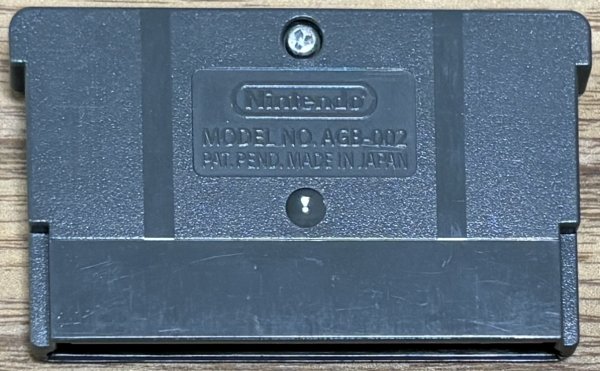 Nintendo
MODEL NO. AGB-002
PAT. PEND. MADE IN JAPAN